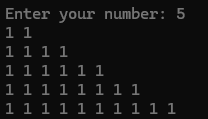 Enter your number: 5
1 1
1 1 1 1
1 1 1 1 1 1
1 1 1 1 1 1 1 1
1 1 1 1 1 1 1 1 1 1